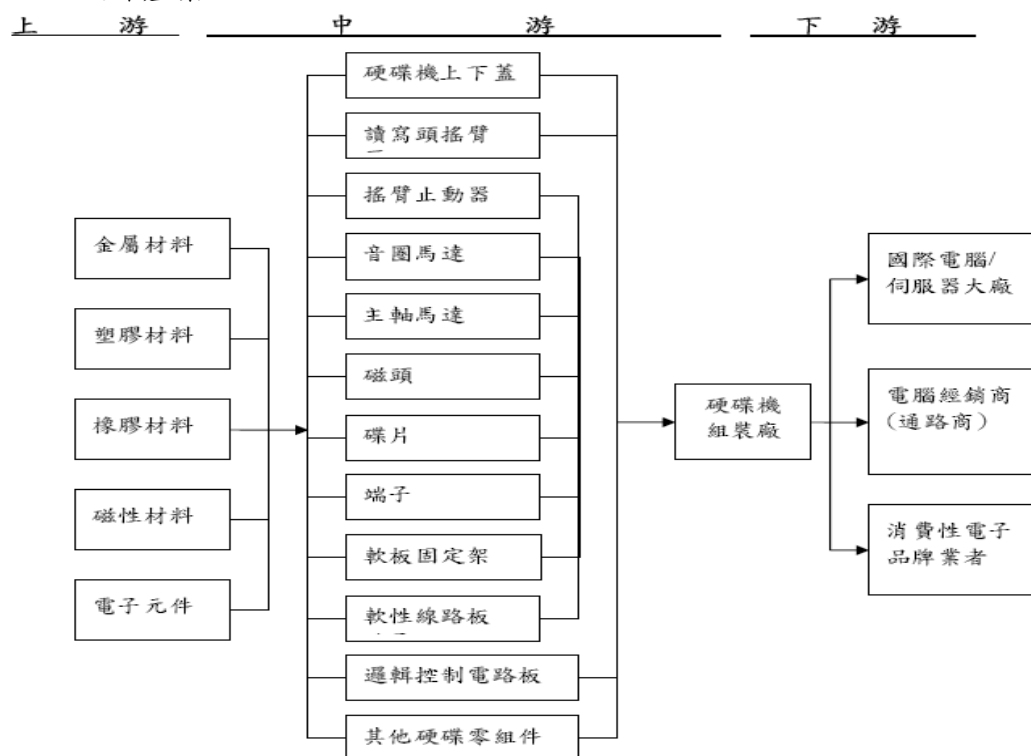 上 游 中 游 下 游
硬碟機上下蓋
讀寫頭搖臂
搖臂止動器
音圈馬達
主軸馬達
磁頭
碟片
端子
軟板固定架
軟性線路板
邏輯控制電路板
其他硬碟零組件
金屬材料
塑膠材料
橡膠材料
磁性材料
電子元件
硬碟機
組裝廠
國際電腦/
伺服器大廠
電腦經銷商
(通路商)
消費性電子
品牌業者